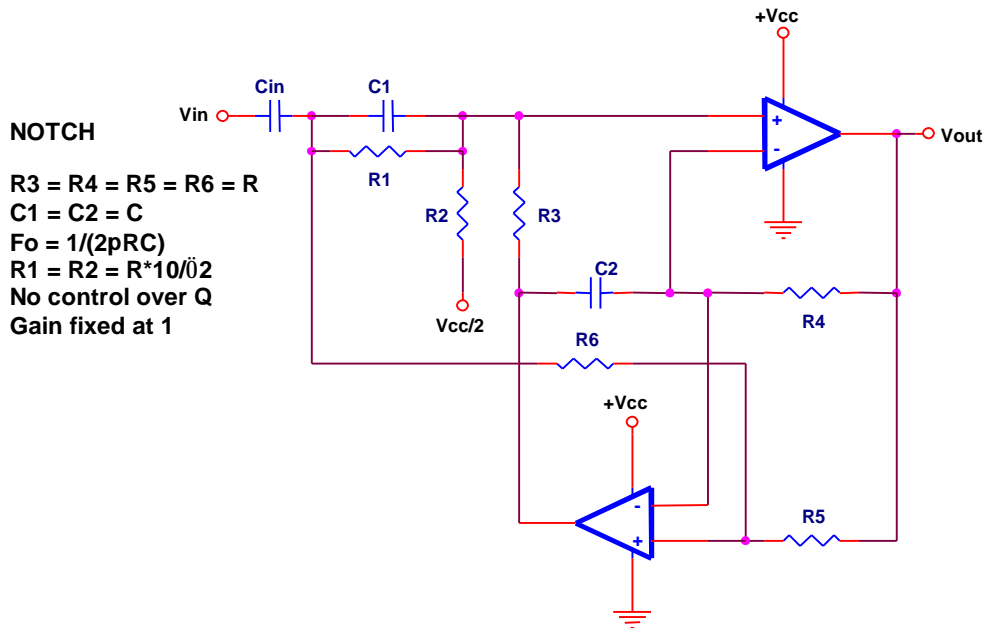 +Vcc
Cin
C1
Vin
+
-
Vout
NOTCH
R1
R3 = R4 = R5 = R6 = R
R2
R3
C1 = C2 = C
Fo = 1/(2pRC)
R1 = R2 = R*10/Ö2
C2
No control over Q
Gain fixed at 1
Vcc/2
R4
R6
+Vcc
-
+
R5